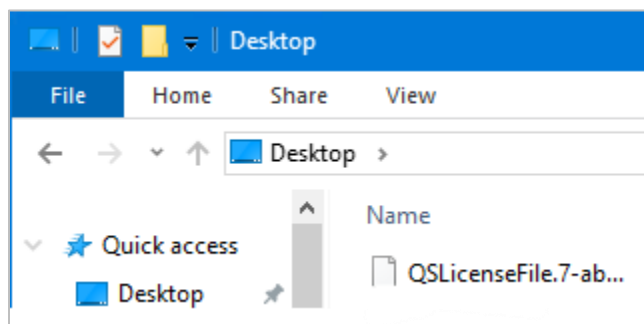 Desktop
File Home Share View
Desktop
Name
Quick access
QSLicenseFile.7-ab...
Desktop